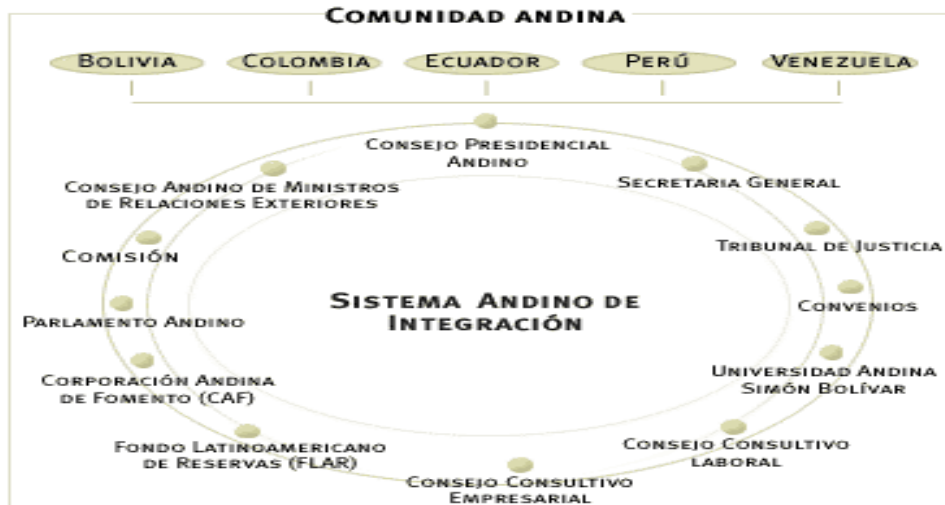 COMUNIDAD ANDINA
BOLIVIA
COLOMBIA
ECUADOR
PERÚ
VENEZUELA
CONSEJO PRESIDENCIAL
ANDINO
CONSEJO ANDINO DE MINISTROS
DE RELACIONES EXTERIORES
SECRETARIA GENERAL
COMISIÓN
TRIBUNAL DE JUSTICIA
SISTEMA ANDINO DE
INTEGRACIÓN
CONVENIOS
PARLAMENTO ANDINO
CORPORACIÓN ANDINA
DE FOMENTO (CAF)
UNIVERSIDAD ANDINA
SIMÓN BOLÍVAR
FONDO LATINOAMERICANO
DE RESERVAS (FLAR)
CONSEJO CONSULTIVO
LABORAL
CONSEJO CONSULTIVO
EMPRESARIAL